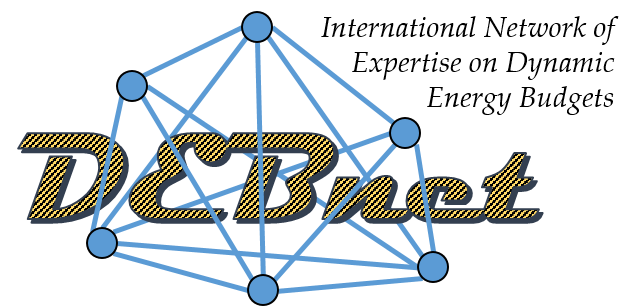 International Network of
Expertise on Dynamic
Energy Budgets
DEBnet